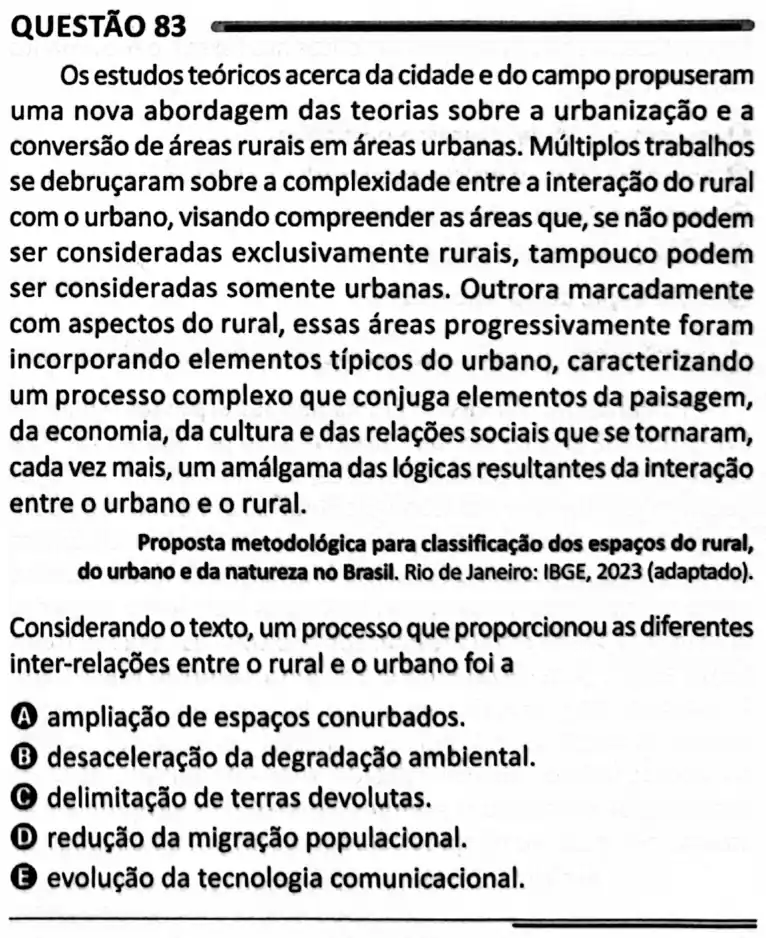 QUESTÃO 83
Os estudos teóricos acerca da cidade e do campo propuseram
uma nova abordagem das teorias sobre a urbanização e a
conversão de áreas rurais em áreas urbanas. Múltiplos trabalhos
se debruçaram sobre a complexidade entre a interação do rural
com o urbano, visando compreender as áreas que, se não podem
ser consideradas exclusivamente rurais, tampouco podem
ser consideradas somente urbanas. Outrora marcadamente
com aspectos do rural, essas áreas progressivamente foram
incorporando elementos típicos do urbano, caracterizando
um processo complexo que conjuga elementos da paisagem,
da economia, da cultura e das relações sociais que se tornaram,
cada vez mais, um amálgama das lógicas resultantes da interação
entre o urbano e o rural.
Proposta metodológica para classificação dos espaços do rural,
do urbano e da natureza no Brasil. Rio de Janeiro: IBGE, 2023 (adaptado).
Considerando o texto, um processo que proporcionou as diferentes
inter-relações entre o rural e o urbano foi a
A ampliação de espaços conurbados.
B desaceleração da degradação ambiental.
C delimitação de terras devolutas.
D redução da migração populacional.
E evolução da tecnologia comunicacional.